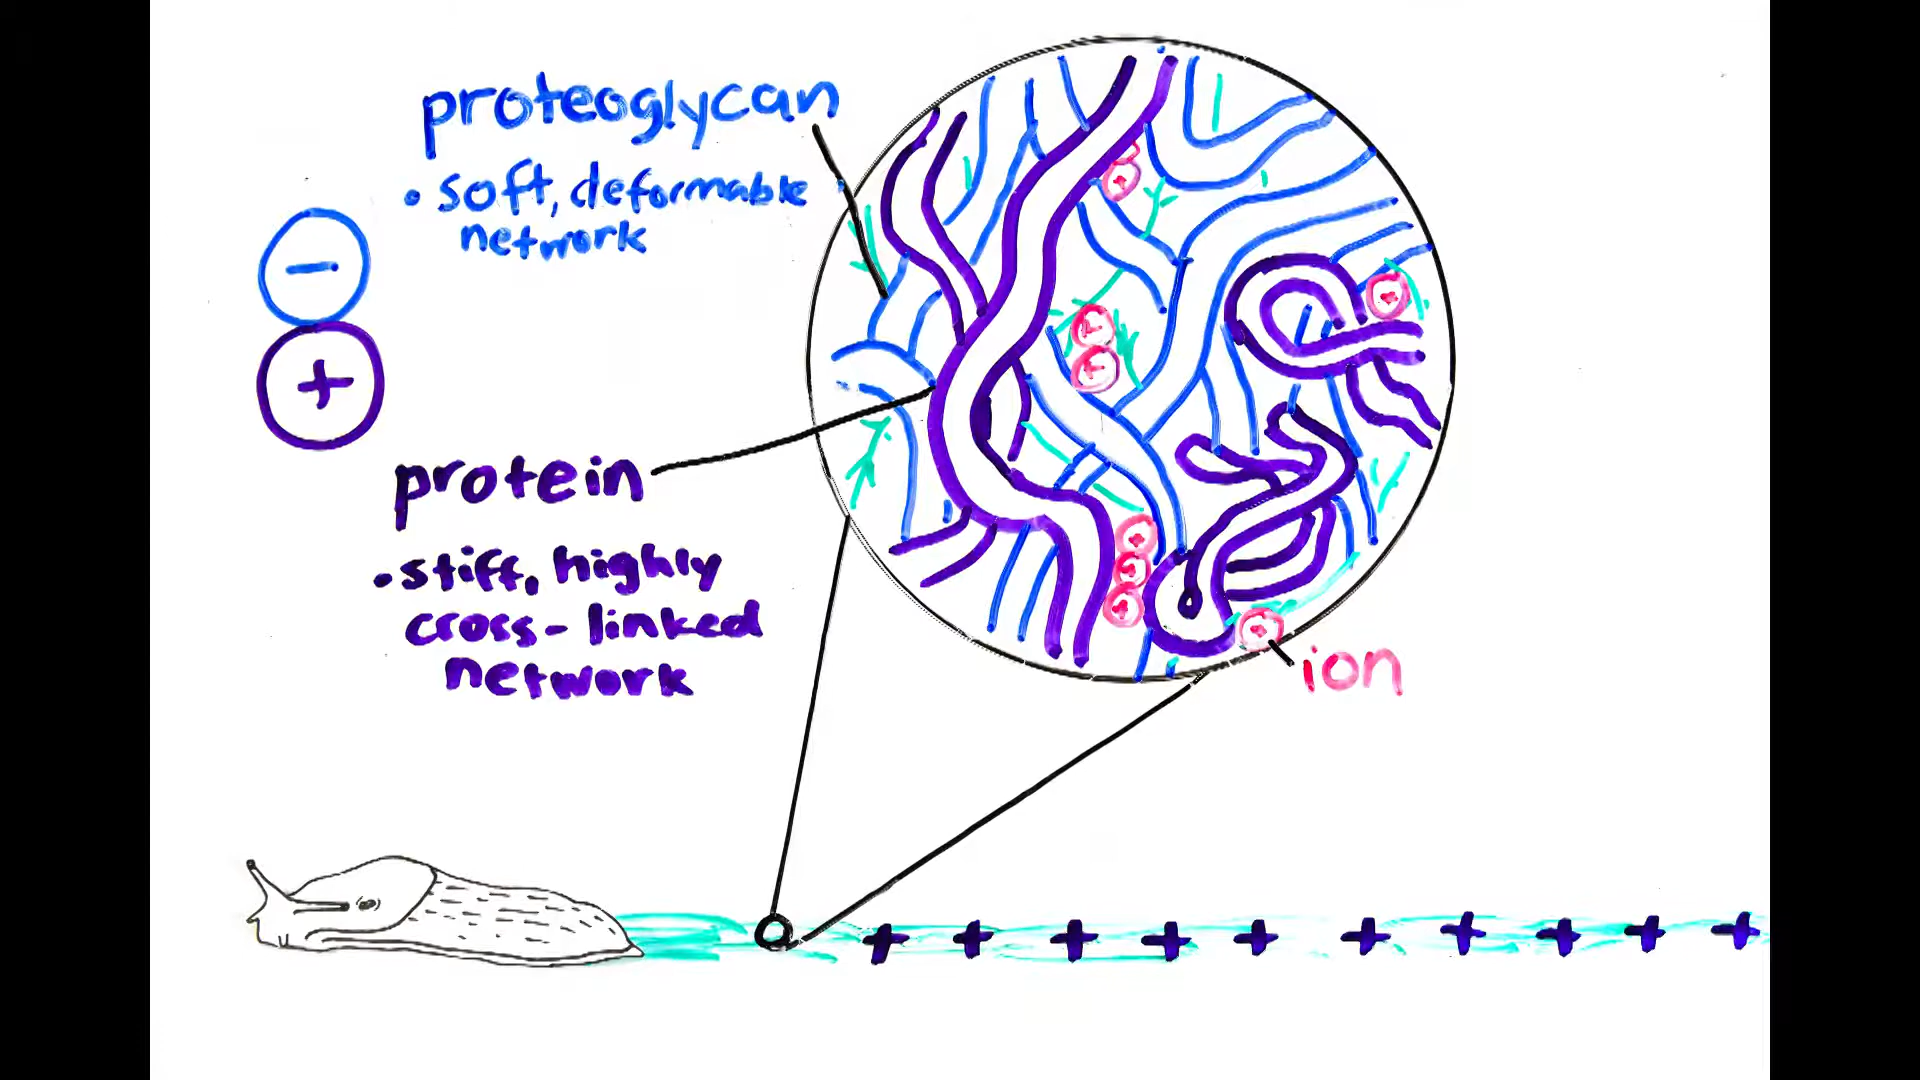 proteoglycan
• soft, deformable
network
−
+
protein
• stiff, highly
cross-linked
network
ion
+ + + + + + + + + +